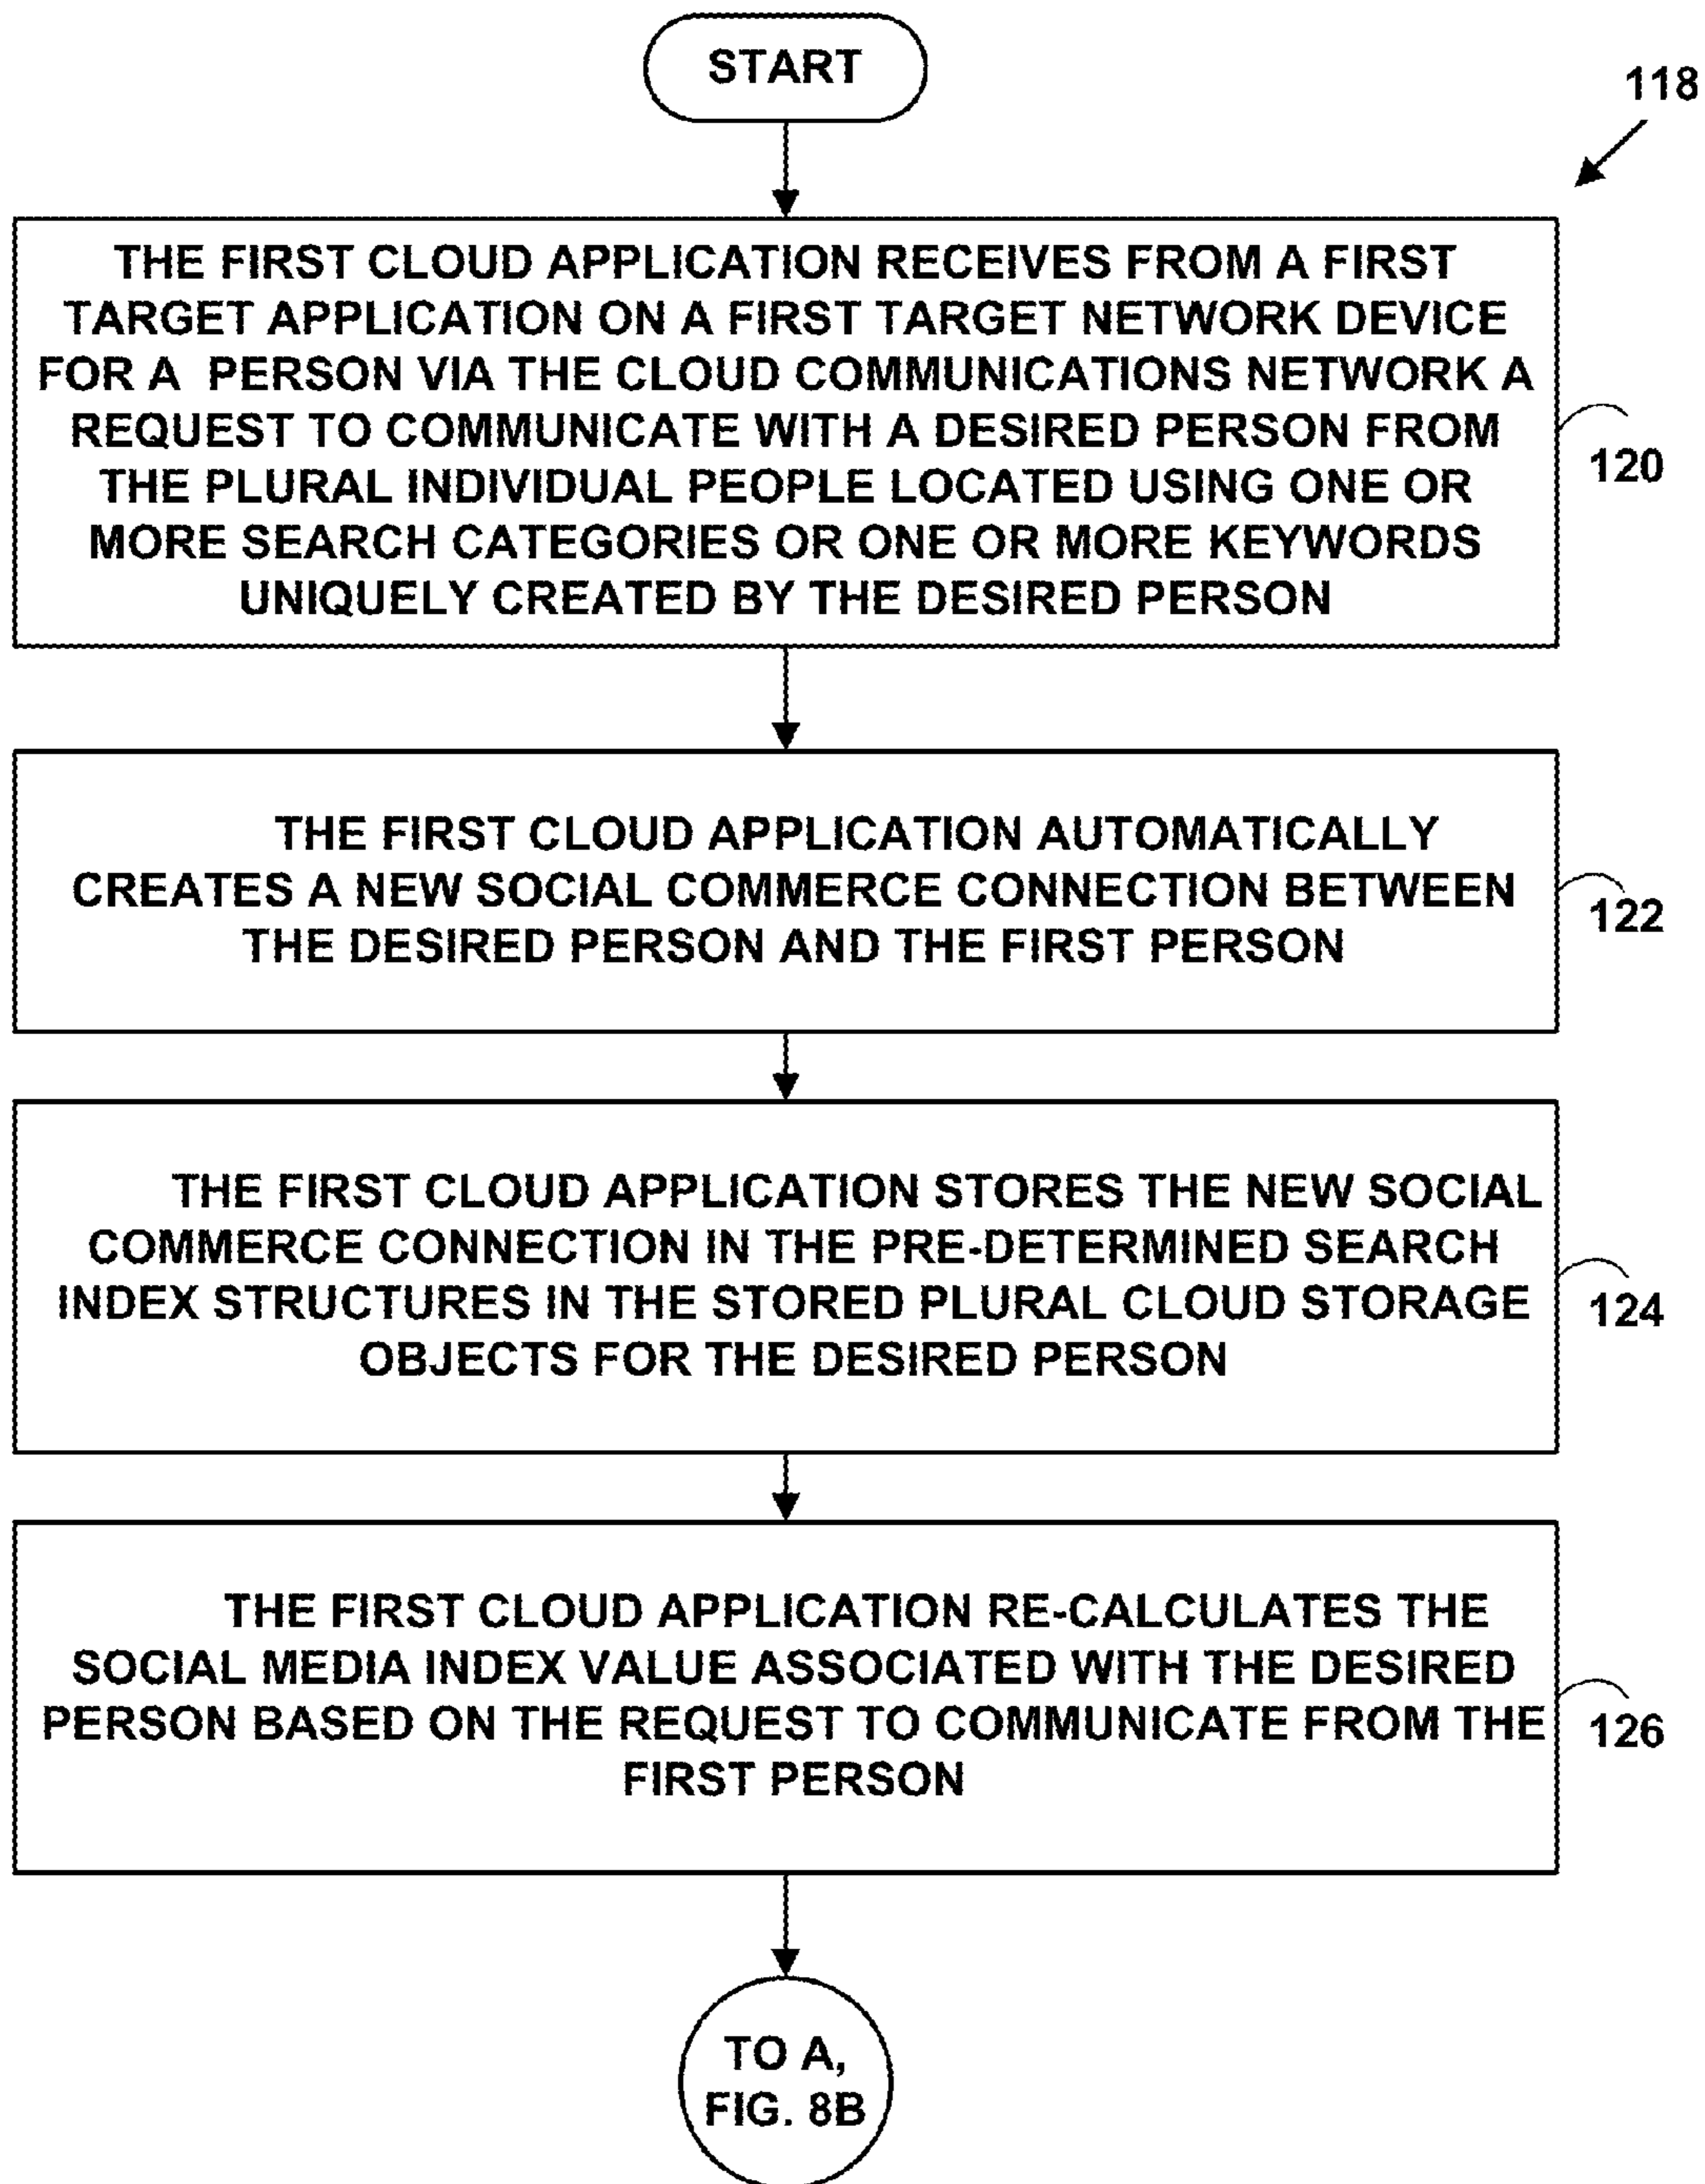 START
118
THE FIRST CLOUD APPLICATION RECEIVES FROM A FIRST
TARGET APPLICATION ON A FIRST TARGET NETWORK DEVICE
FOR A PERSON VIA THE CLOUD COMMUNICATIONS NETWORK A
REQUEST TO COMMUNICATE WITH A DESIRED PERSON FROM
THE PLURAL INDIVIDUAL PEOPLE LOCATED USING ONE OR
MORE SEARCH CATEGORIES OR ONE OR MORE KEYWORDS
UNIQUELY CREATED BY THE DESIRED PERSON
120
THE FIRST CLOUD APPLICATION AUTOMATICALLY
CREATES A NEW SOCIAL COMMERCE CONNECTION BETWEEN
THE DESIRED PERSON AND THE FIRST PERSON
122
THE FIRST CLOUD APPLICATION STORES THE NEW SOCIAL
COMMERCE CONNECTION IN THE PRE-DETERMINED SEARCH
INDEX STRUCTURES IN THE STORED PLURAL CLOUD STORAGE
OBJECTS FOR THE DESIRED PERSON
124
THE FIRST CLOUD APPLICATION RE-CALCULATES THE
SOCIAL MEDIA INDEX VALUE ASSOCIATED WITH THE DESIRED
PERSON BASED ON THE REQUEST TO COMMUNICATE FROM THE
FIRST PERSON
126
TO A,
FIG. 8B